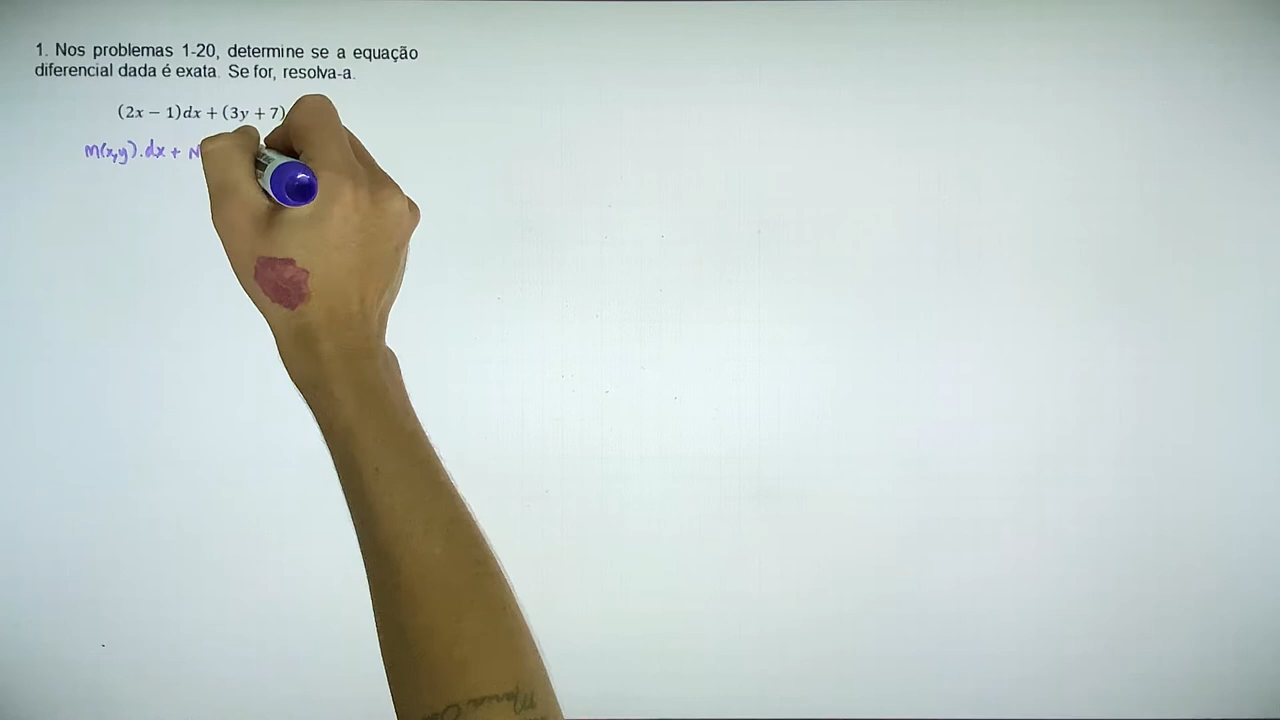 1. Nos problemas 1-20, determine se a equação
diferencial dada é exata. Se for, resolva-a.
(2x − 1)dx + (3y + 7)
M(x,y).dx + N
Maria